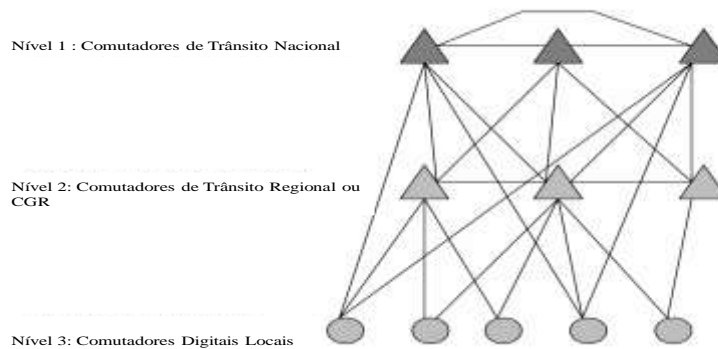 Nível 1 : Comutadores de Trânsito Nacional
Nível 2: Comutadores de Trânsito Regional ou
CGR
Nível 3: Comutadores Digitais Locais